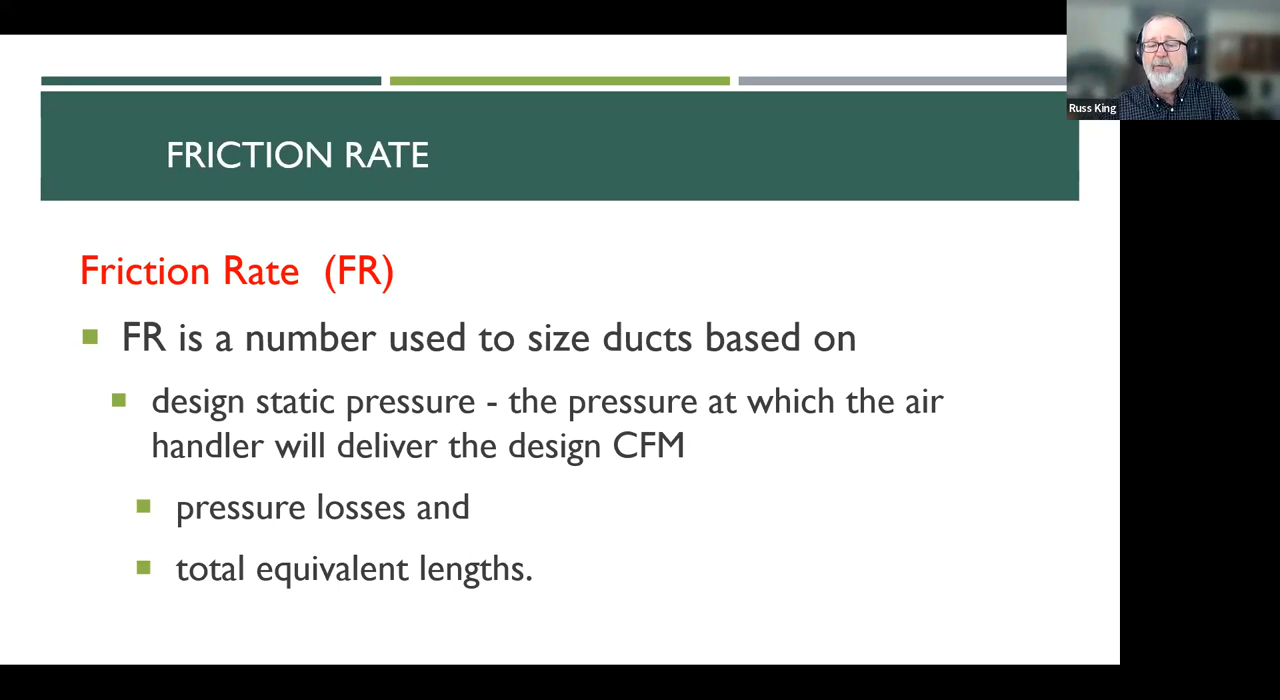 Russ King
FRICTION RATE
Friction Rate (FR)
FR is a number used to size ducts based on
design static pressure - the pressure at which the air
handler will deliver the design CFM
pressure losses and
total equivalent lengths.